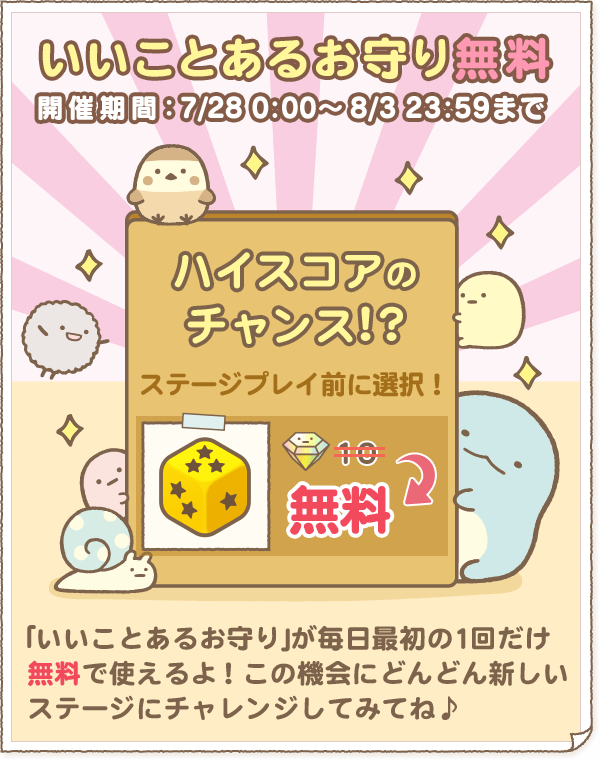 いいことあるお守り無料
開催期間：7/28 0:00～8/3 23:59まで
ハイスコアの
チャンス!?
ステージプレイ前に選択！
10
無料
「いいことあるお守り」が毎日最初の1回だけ
無料で使えるよ！この機会にどんどん新しい
ステージにチャレンジしてみてね♪